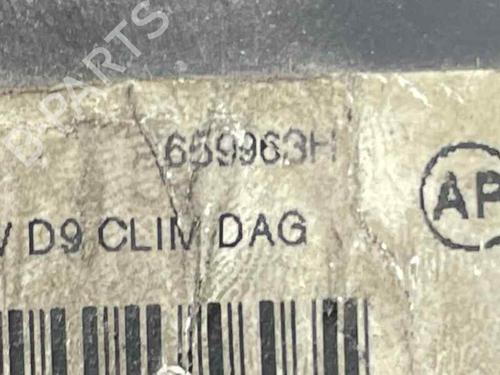 D-PARTS
659963H
V D9 CLIM DAG
AP